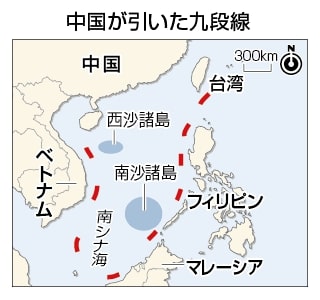 中国が引いた九段線
300km
N
中国
台湾
西沙諸島
ベトナム
南沙諸島
南シナ海
フィリピン
マレーシア